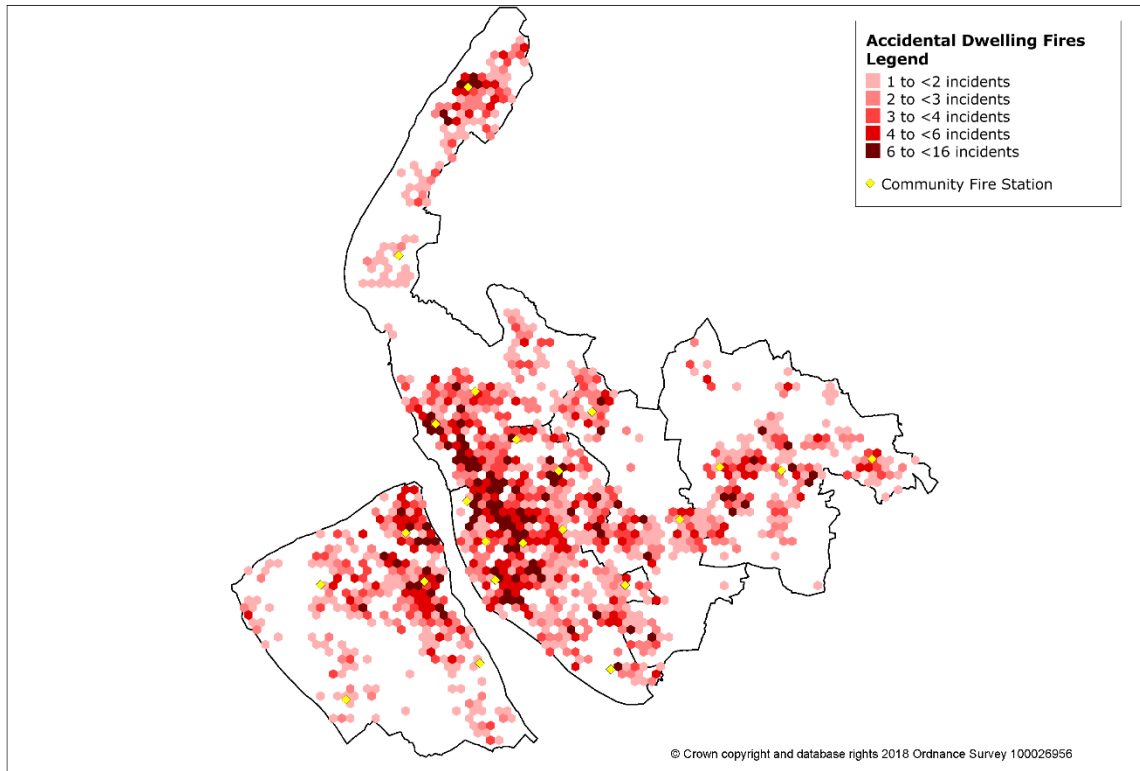 Accidental Dwelling Fires
Legend
1 to <2 incidents
2 to <3 incidents
3 to <4 incidents
4 to <6 incidents
6 to <16 incidents
Community Fire Station
© Crown copyright and database rights 2018 Ordnance Survey 100026956